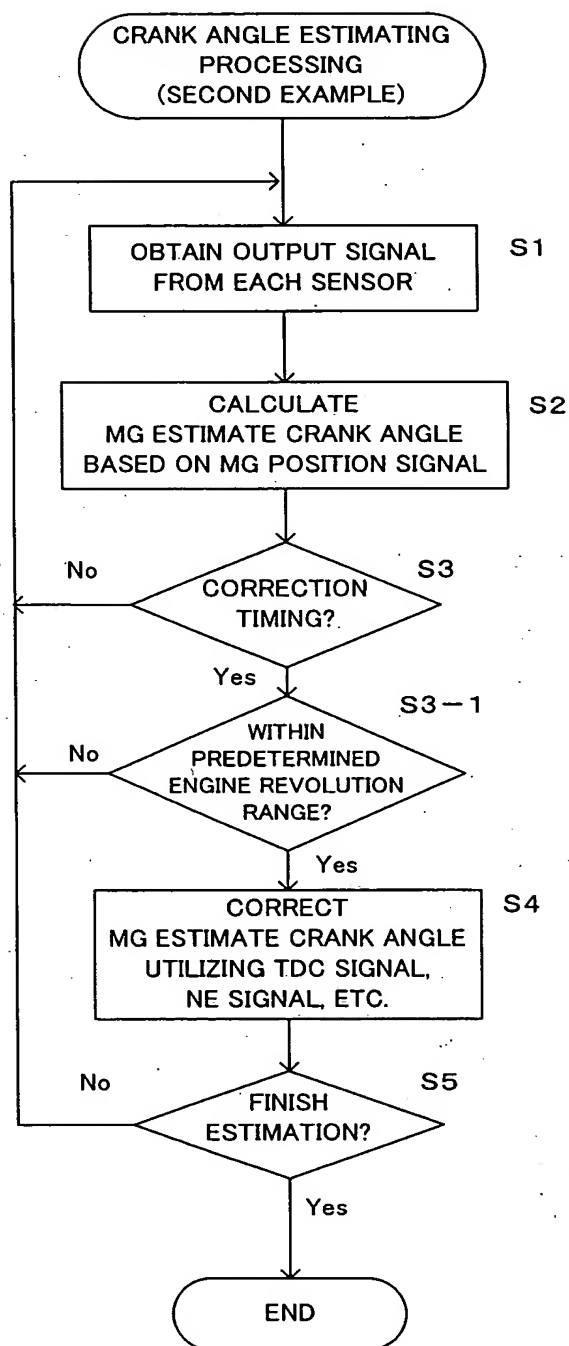 CRANK ANGLE ESTIMATING
PROCESSING
(SECOND EXAMPLE)
OBTAIN OUTPUT SIGNAL
FROM EACH SENSOR
S1
CALCULATE
MG ESTIMATE CRANK ANGLE
BASED ON MG POSITION SIGNAL
S2
No
CORRECTION
TIMING?
S3
Yes
No
WITHIN
PREDETERMINED
ENGINE REVOLUTION
RANGE?
S3-1
Yes
CORRECT
MG ESTIMATE CRANK ANGLE
UTILIZING TDC SIGNAL,
NE SIGNAL, ETC.
S4
No
FINISH
ESTIMATION?
S5
Yes
END